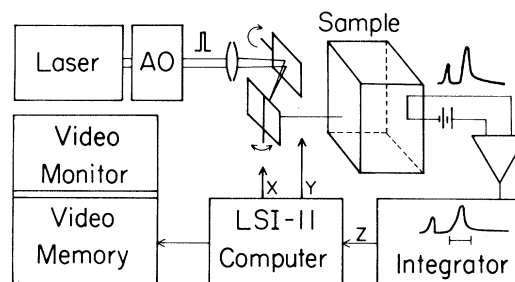 Sample
Laser
AO
Video
Monitor
X
Y
Video
Memory
LSI-11
Computer
Z
Integrator